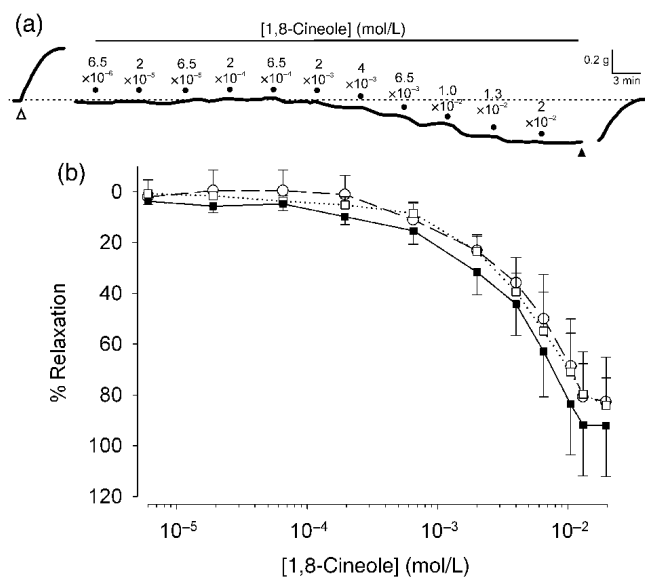 (a)
[1,8-Cineole] (mol/L)
6.5 2 6.5 2 6.5 2 4 6.5 1.0 1.3 2
×10⁻⁶ ×10⁻⁵ ×10⁻⁵ ×10⁻⁴ ×10⁻⁴ ×10⁻³ ×10⁻³ ×10⁻³ ×10⁻² ×10⁻² ×10⁻²
0.2 g
3 min
(b)
0
20
40
60
80
100
120
% Relaxation
10⁻⁵ 10⁻⁴ 10⁻³ 10⁻²
[1,8-Cineole] (mol/L)